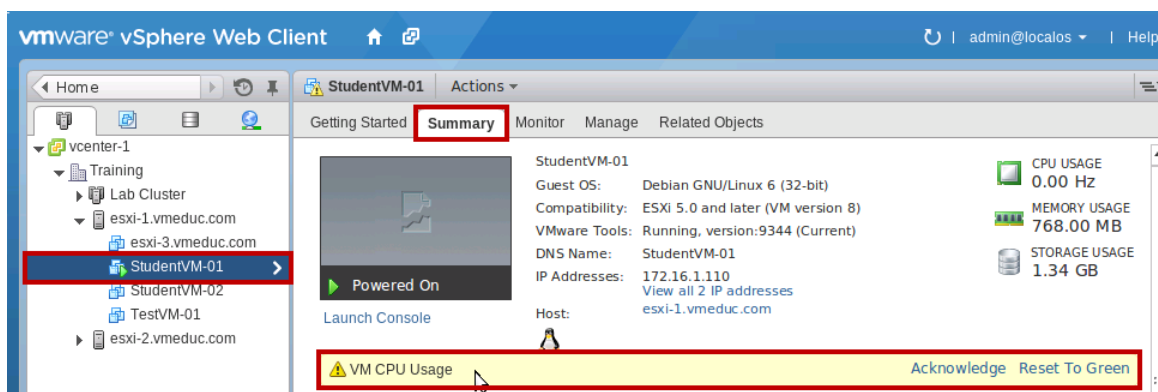 vmware® vSphere Web Client
admin@localos
Help
Home
StudentVM-01
Actions
Getting Started Summary Monitor Manage Related Objects
vcenter-1
Training
Lab Cluster
esxi-1.vmeduc.com
esxi-3.vmeduc.com
StudentVM-01
StudentVM-02
TestVM-01
esxi-2.vmeduc.com
Powered On
Launch Console
StudentVM-01
Guest OS: Debian GNU/Linux 6 (32-bit)
Compatibility: ESXi 5.0 and later (VM version 8)
VMware Tools: Running, version:9344 (Current)
DNS Name: StudentVM-01
IP Addresses: 172.16.1.110
View all 2 IP addresses
Host: esxi-1.vmeduc.com
CPU USAGE
0.00 Hz
MEMORY USAGE
768.00 MB
STORAGE USAGE
1.34 GB
VM CPU Usage
Acknowledge Reset To Green